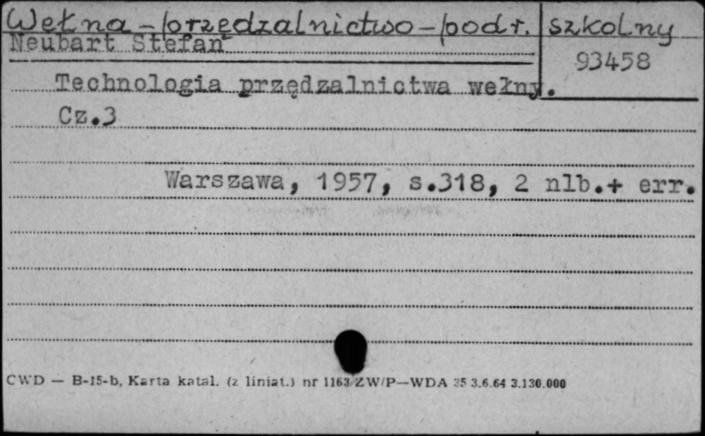 Wełna – przędzalnictwo – podr. szkolny
Neubart Stefan
93458
Technologia przędzalnictwa wełny.
Cz.3
Warszawa, 1957, s.318, 2 nlb.+ err.
CWD — B-15-b, Karta katal. (z liniat.) nr 1163/ZW/P—WDA 35 3.6.64 3.130.000